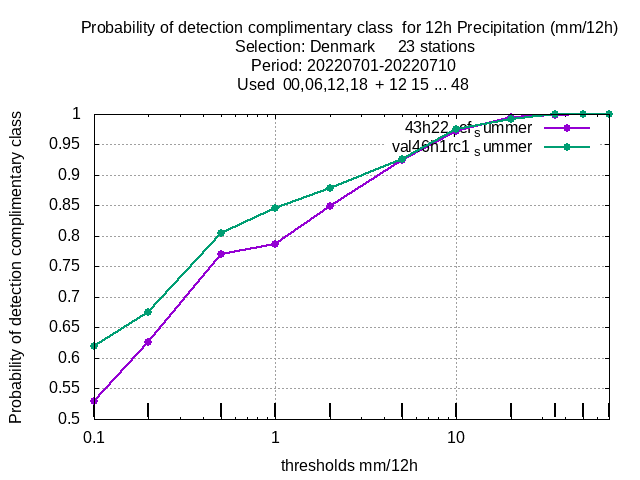 Probability of detection complimentary class for 12h Precipitation (mm/12h)
Selection: Denmark 23 stations
Period: 20220701-20220710
Used 00,06,12,18 + 12 15 ... 48
Probability of detection complimentary class
1
0.95
0.9
0.85
0.8
0.75
0.7
0.65
0.6
0.55
0.5
43h22_ef_summer
val46h1rc1_summer
0.1
1
10
thresholds mm/12h